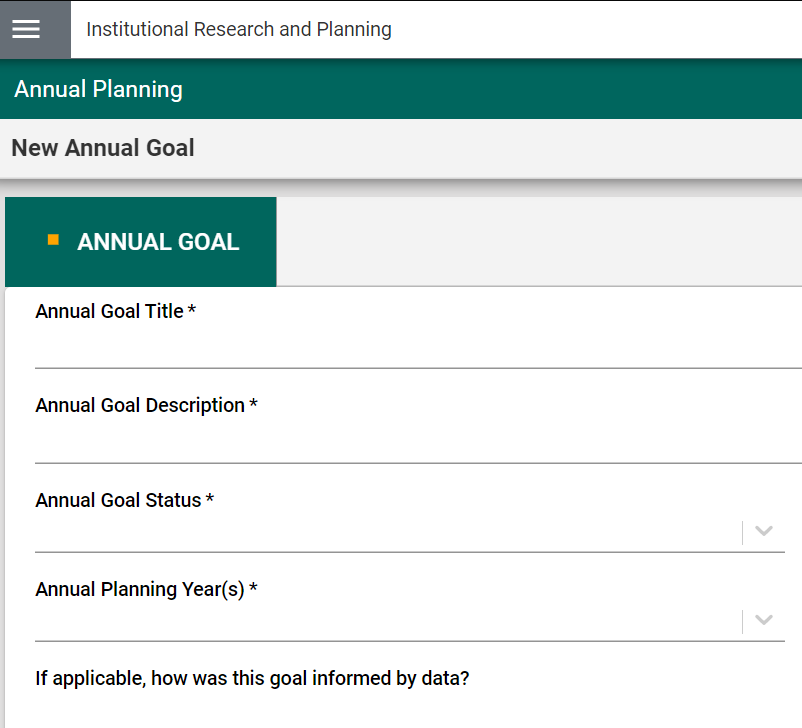 Institutional Research and Planning
Annual Planning
New Annual Goal
ANNUAL GOAL
Annual Goal Title *
Annual Goal Description *
Annual Goal Status *
Annual Planning Year(s) *
If applicable, how was this goal informed by data?